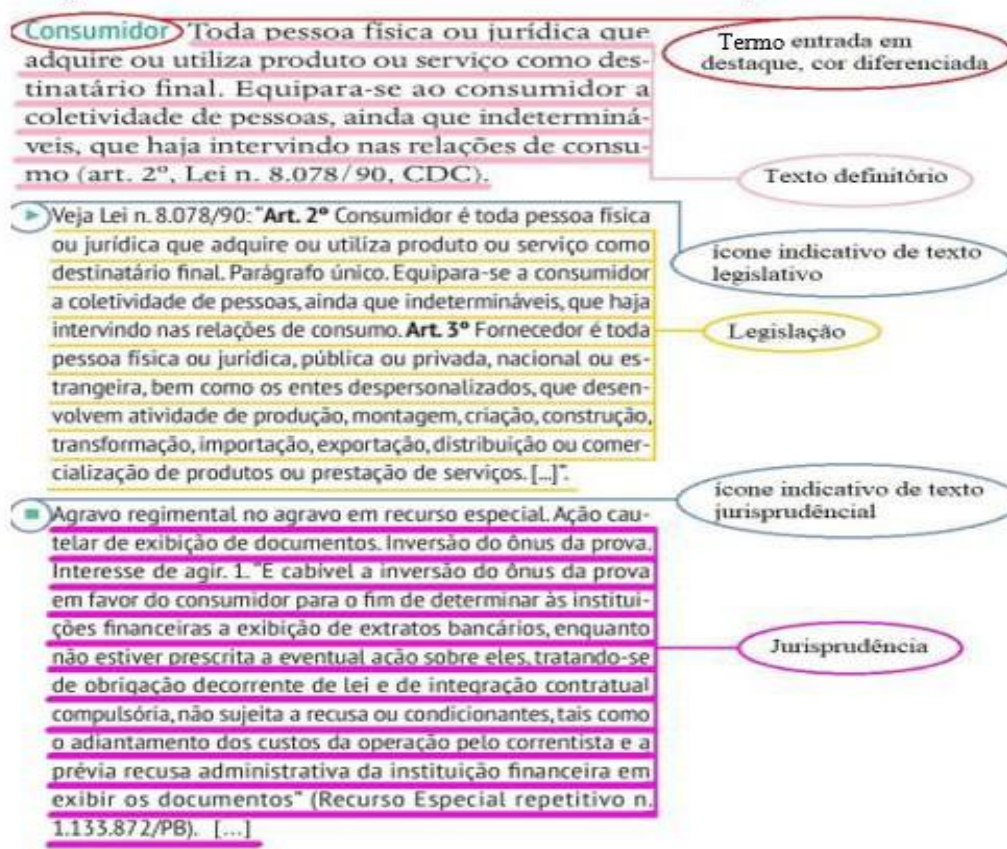 Consumidor Toda pessoa física ou jurídica que
adquire ou utiliza produto ou serviço como des-
tinatário final. Equipara-se ao consumidor a
coletividade de pessoas, ainda que indeterminá-
veis, que haja intervindo nas relações de consu-
mo (art. 2º, Lei n. 8.078/90, CDC).
Termo entrada em
destaque, cor diferenciada
Texto definitório
Veja Lei n. 8.078/90: "Art. 2º Consumidor é toda pessoa física
ou jurídica que adquire ou utiliza produto ou serviço como
destinatário final. Parágrafo único. Equipara-se a consumidor
a coletividade de pessoas, ainda que indetermináveis, que haja
intervindo nas relações de consumo. Art. 3º Fornecedor é toda
pessoa física ou jurídica, pública ou privada, nacional ou es-
trangeira, bem como os entes despersonalizados, que desen-
volvem atividade de produção, montagem, criação, construção,
transformação, importação, exportação, distribuição ou comer-
cialização de produtos ou prestação de serviços. [...]".
ícone indicativo de texto
legislativo
Legislação
Agravo regimental no agravo em recurso especial. Ação cau-
telar de exibição de documentos. Inversão do ônus da prova.
Interesse de agir. 1. "E cabível a inversão do ônus da prova
em favor do consumidor para o fim de determinar às institui-
ções financeiras a exibição de extratos bancários, enquanto
não estiver prescrita a eventual ação sobre eles, tratando-se
de obrigação decorrente de lei e de integração contratual
compulsória, não sujeita a recusa ou condicionantes, tais como
o adiantamento dos custos da operação pelo correntista e a
prévia recusa administrativa da instituição financeira em
exibir os documentos" (Recurso Especial repetitivo n.
1.133.872/PB). [...]
ícone indicativo de texto
jurisprudêncial
Jurisprudência